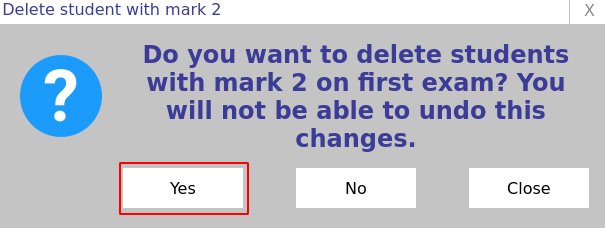 Delete student with mark 2
X
Do you want to delete students
with mark 2 on first exam? You
will not be able to undo this
changes.
Yes No Close